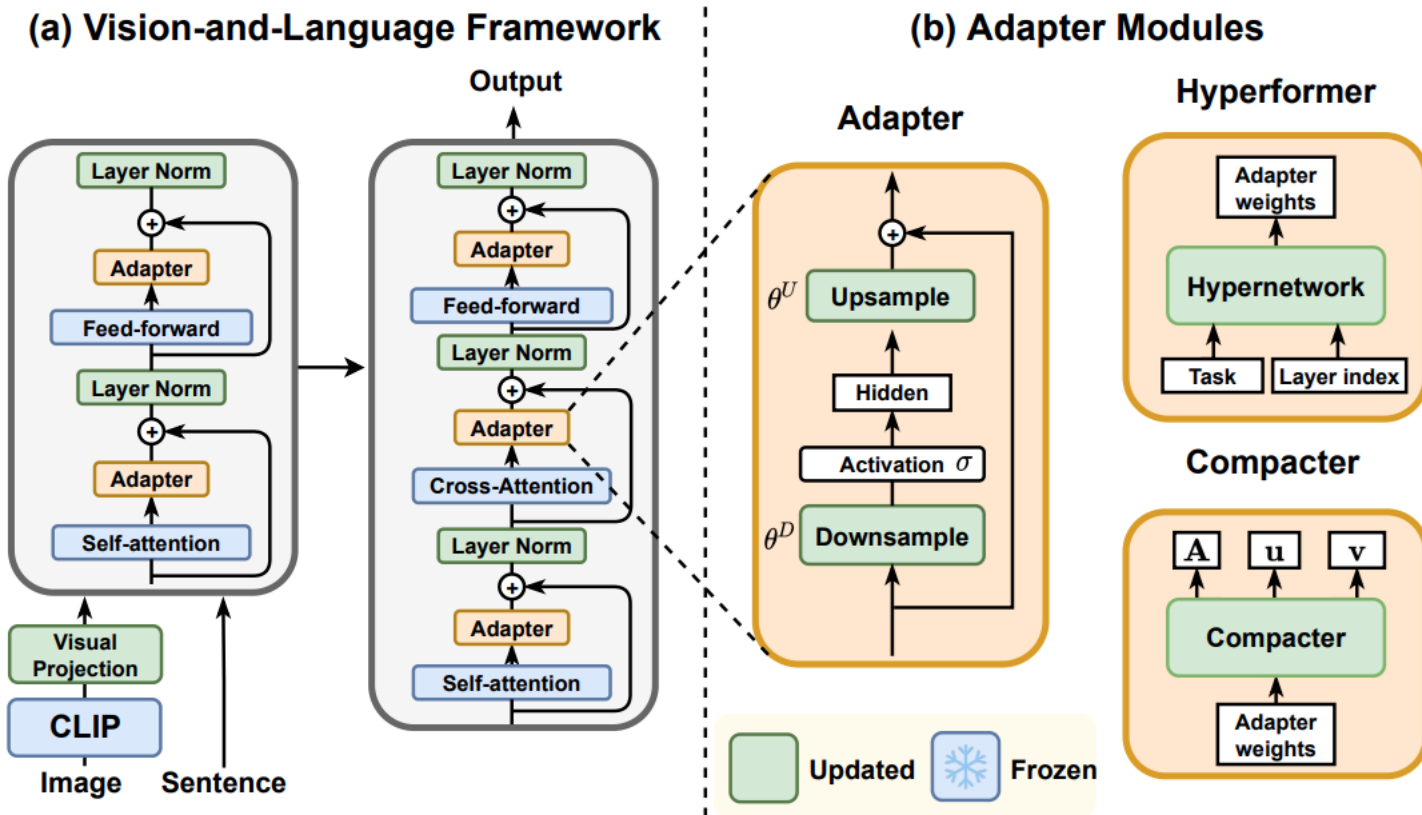 (a) Vision-and-Language Framework
Output
Layer Norm
+
Adapter
Feed-forward
Layer Norm
+
Adapter
Self-attention
Visual
Projection
CLIP
Image
Sentence
Layer Norm
+
Adapter
Feed-forward
Layer Norm
+
Adapter
Cross-Attention
Layer Norm
+
Adapter
Self-attention
(b) Adapter Modules
Adapter
+
θ^U
Upsample
Hidden
Activation σ
θ^D
Downsample
Updated
Frozen
Hyperformer
Adapter
weights
Hypernetwork
Task
Layer index
Compacter
A
u
v
Compacter
Adapter
weights